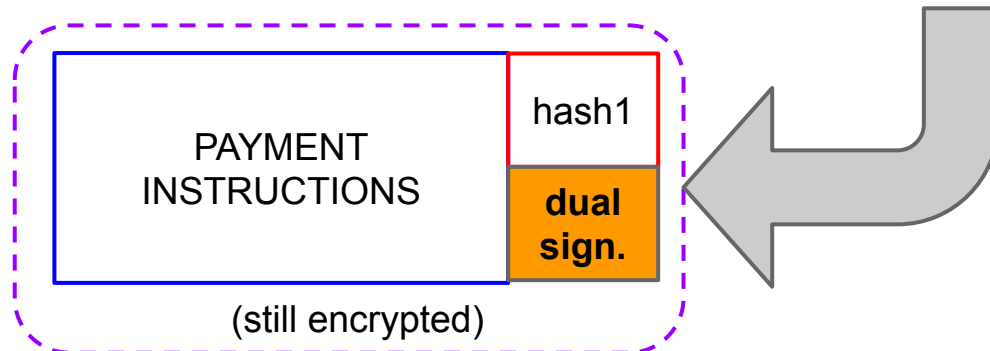 PAYMENT
INSTRUCTIONS
hash1
dual
sign.
(still encrypted)